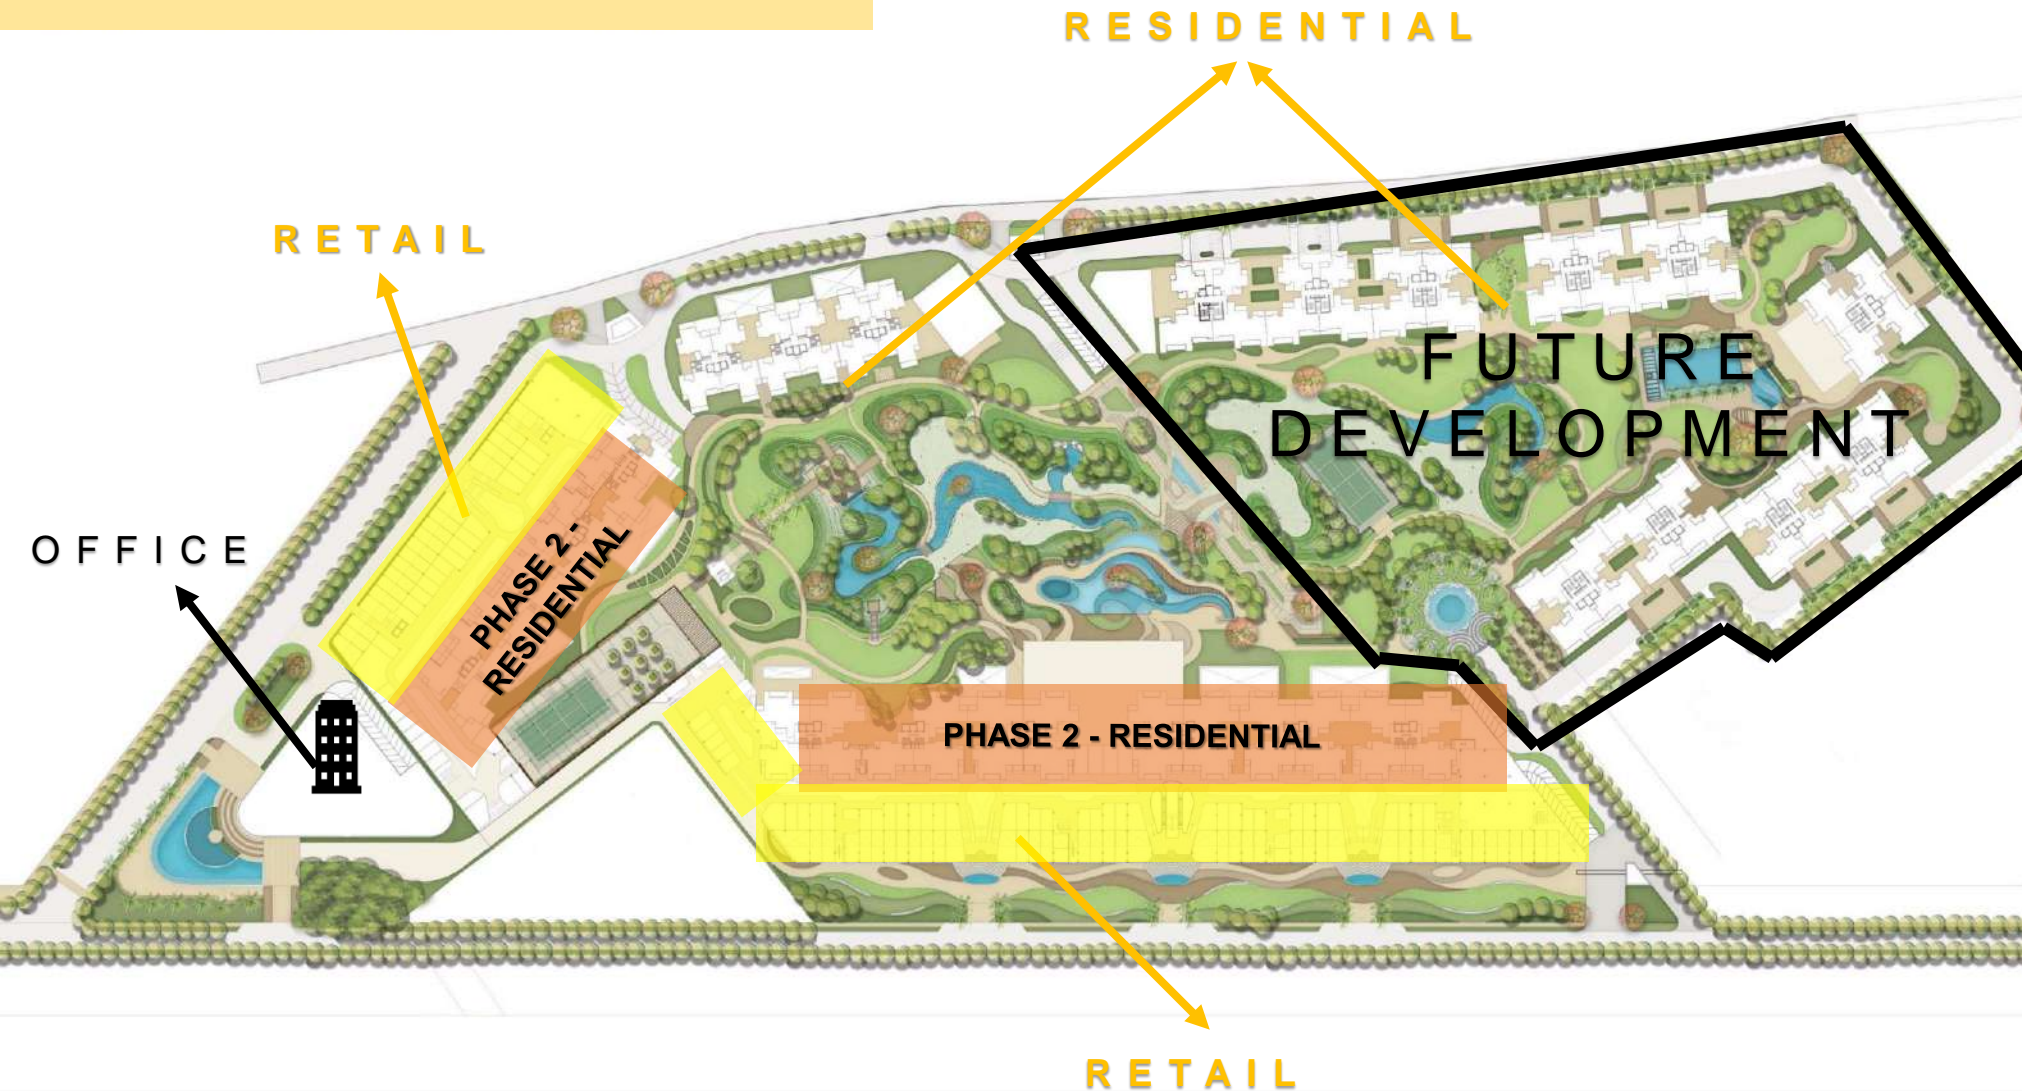 RESIDENTIAL
RETAIL
FUTURE
DEVELOPMENT
OFFICE
PHASE 2 -
RESIDENTIAL
PHASE 2 - RESIDENTIAL
RETAIL